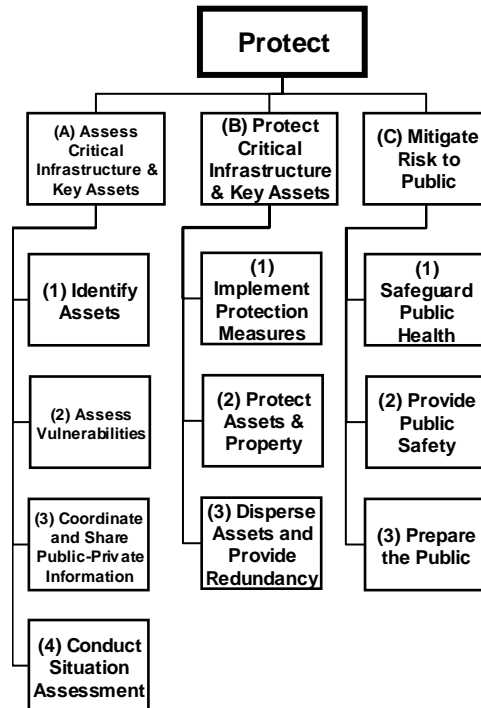 Protect
(A) Assess
Critical
Infrastructure &
Key Assets
(B) Protect
Critical
Infrastructure
& Key Assets
(C) Mitigate
Risk to
Public
(1) Identify
Assets
(2) Assess
Vulnerabilities
(3) Coordinate
and Share
Public-Private
Information
(4) Conduct
Situation
Assessment
(1)
Implement
Protection
Measures
(2) Protect
Assets &
Property
(3) Disperse
Assets and
Provide
Redundancy
(1)
Safeguard
Public
Health
(2) Provide
Public
Safety
(3) Prepare
the Public